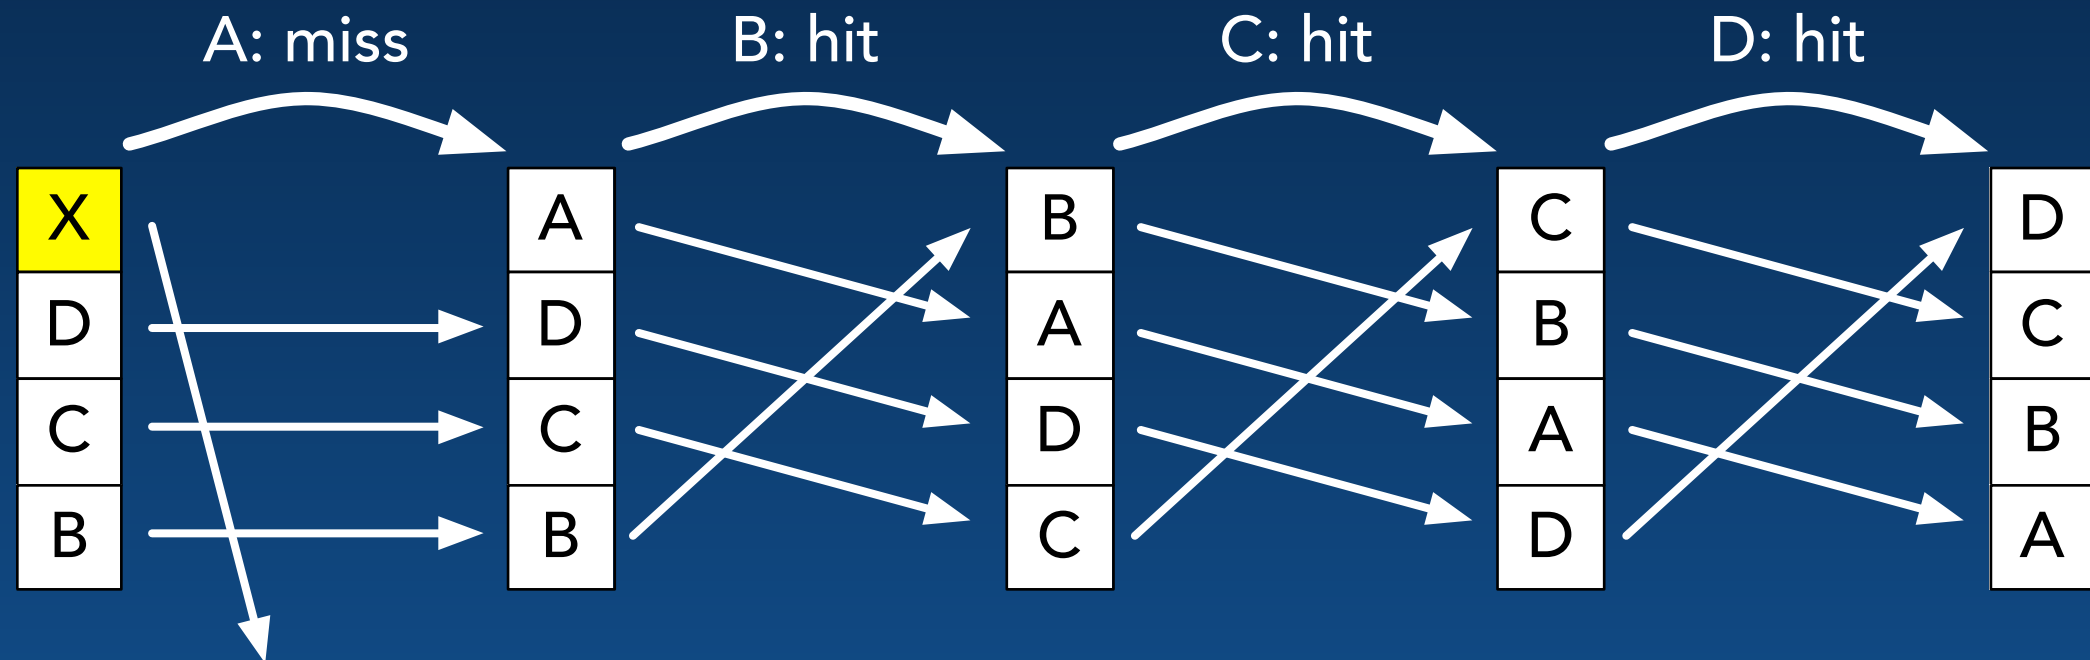 A: miss B: hit C: hit D: hit
X A B C D
D D A B C
C C D A B
B B C D A